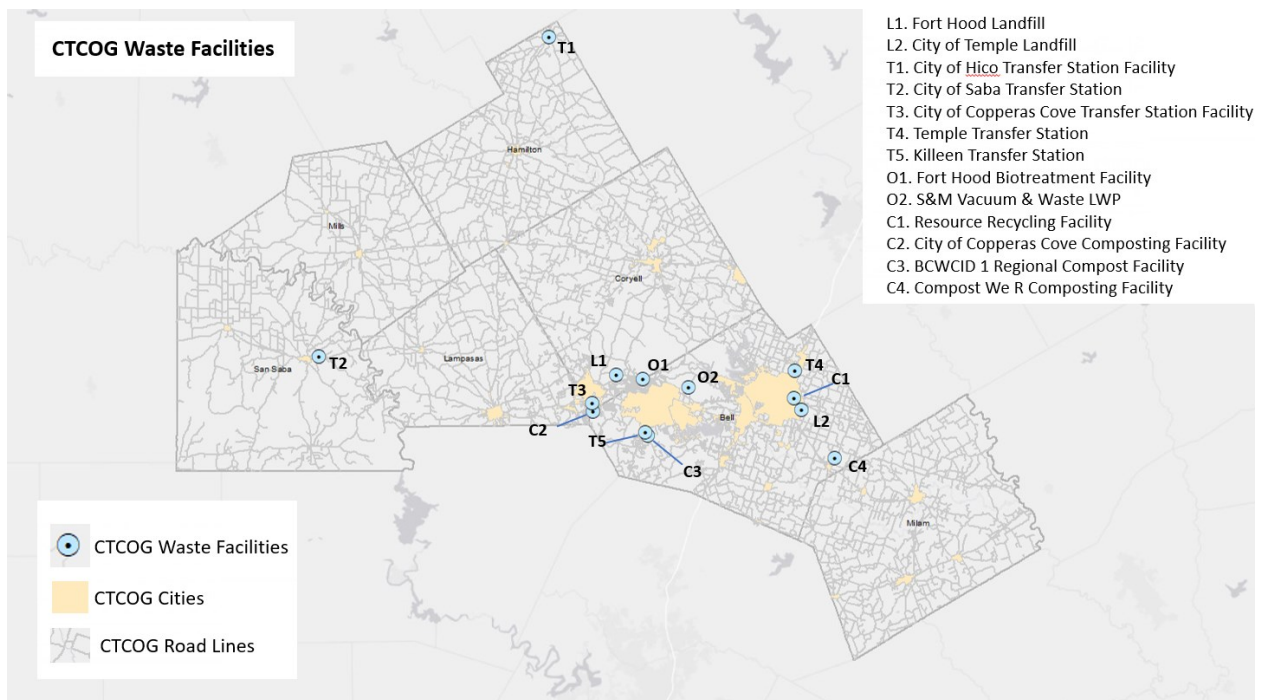 CTCOG Waste Facilities
L1. Fort Hood Landfill
L2. City of Temple Landfill
T1. City of Hico Transfer Station Facility
T2. City of Saba Transfer Station
T3. City of Copperas Cove Transfer Station Facility
T4. Temple Transfer Station
T5. Killeen Transfer Station
O1. Fort Hood Biotreatment Facility
O2. S&M Vacuum & Waste LWP
C1. Resource Recycling Facility
C2. City of Copperas Cove Composting Facility
C3. BCWCID 1 Regional Compost Facility
C4. Compost We R Composting Facility
T1
Hamilton
Mills
Coryell
San Saba
T2
Lampasas
L1
O1
O2
T4
C1
T3
C2
T5
Bell
L2
C3
C4
Milam
CTCOG Waste Facilities
CTCOG Cities
CTCOG Road Lines